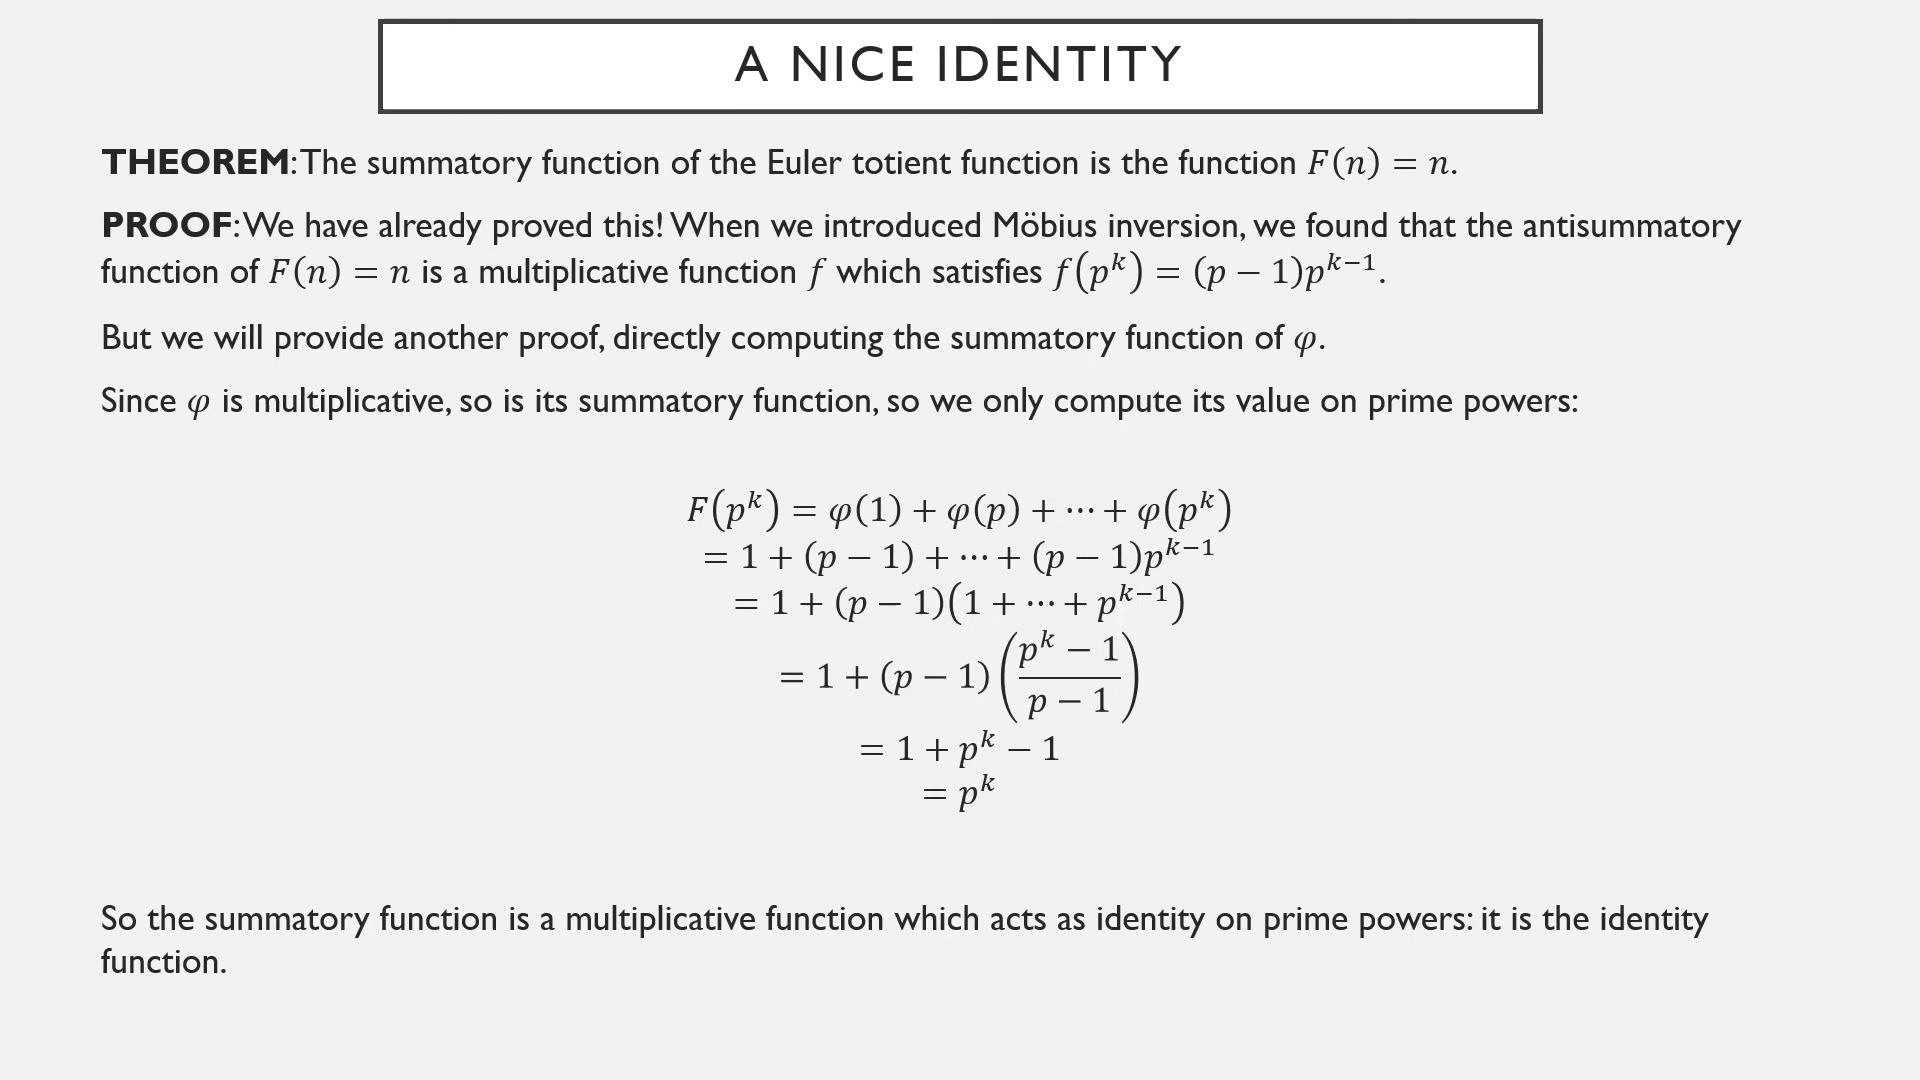 A NICE IDENTITY
THEOREM: The summatory function of the Euler totient function is the function F(n) = n.
PROOF: We have already proved this! When we introduced Möbius inversion, we found that the antisummatory
function of F(n) = n is a multiplicative function f which satisfies f(p^k) = (p − 1)p^{k−1}.
But we will provide another proof, directly computing the summatory function of φ.
Since φ is multiplicative, so is its summatory function, so we only compute its value on prime powers:
F(p^k) = φ(1) + φ(p) + ⋯ + φ(p^k)
= 1 + (p − 1) + ⋯ + (p − 1)p^{k−1}
= 1 + (p − 1)(1 + ⋯ + p^{k−1})
= 1 + (p − 1)((p^k − 1)/(p − 1))
= 1 + p^k − 1
= p^k
So the summatory function is a multiplicative function which acts as identity on prime powers: it is the identity
function.